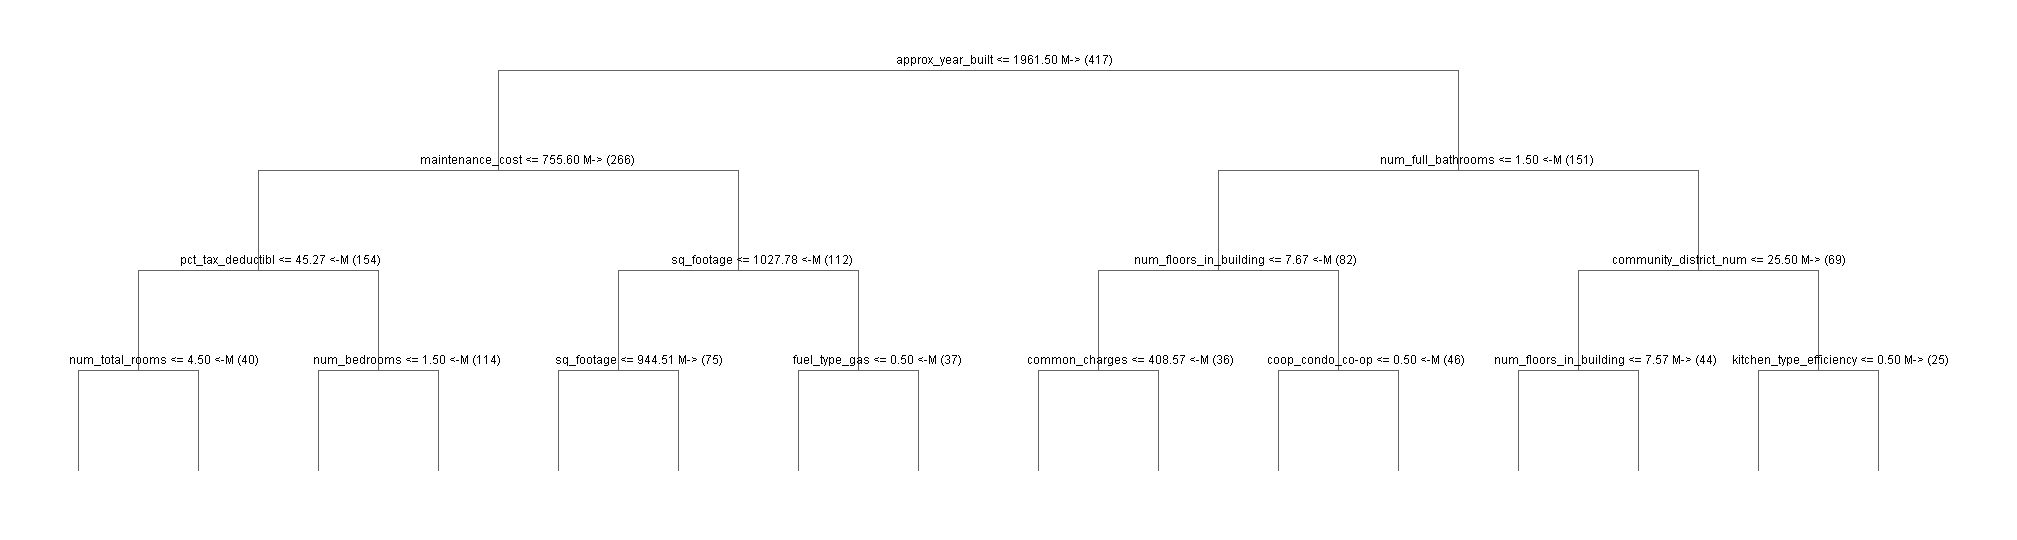 approx_year_built <= 1961.50 M-> (417)
maintenance_cost <= 755.60 M-> (266)
num_full_bathrooms <= 1.50 <-M (151)
pct_tax_deductibl <= 45.27 <-M (154)
sq_footage <= 1027.78 <-M (112)
num_floors_in_building <= 7.67 <-M (82)
community_district_num <= 25.50 M-> (69)
num_total_rooms <= 4.50 <-M (40)
num_bedrooms <= 1.50 <-M (114)
sq_footage <= 944.51 M-> (75)
fuel_type_gas <= 0.50 <-M (37)
common_charges <= 408.57 <-M (36)
coop_condo_co-op <= 0.50 <-M (46)
num_floors_in_building <= 7.57 M-> (44)
kitchen_type_efficiency <= 0.50 M-> (25)